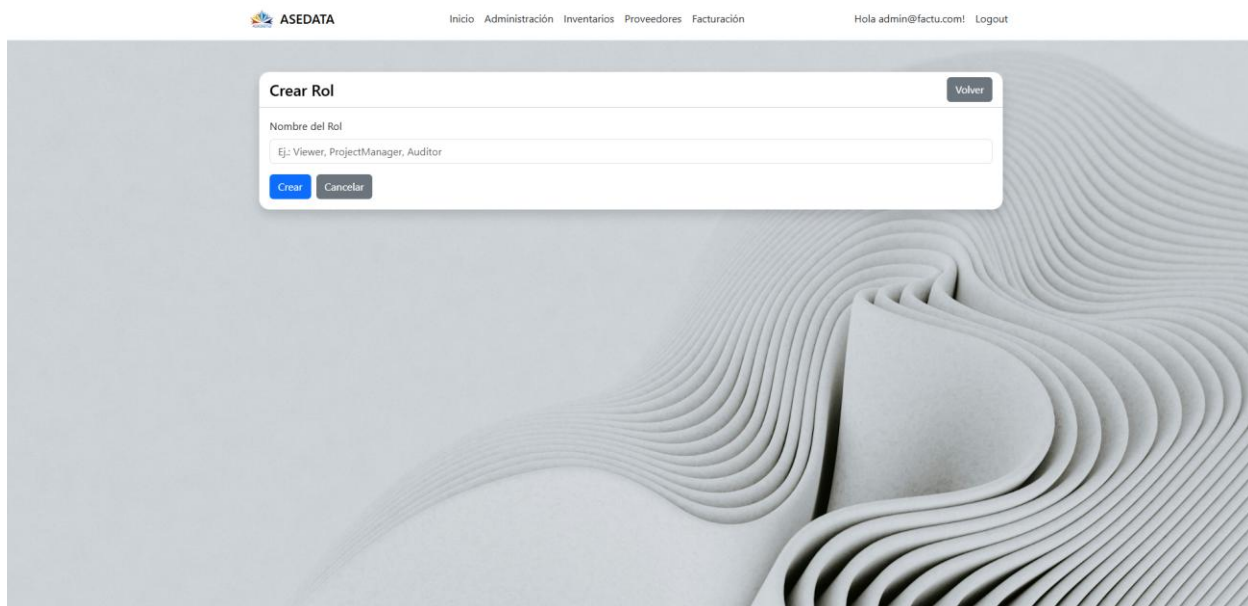 ASEDATA Inicio Administración Inventarios Proveedores Facturación Hola admin@factu.com! Logout
Crear Rol Volver
Nombre del Rol
Ej.: Viewer, ProjectManager, Auditor
Crear Cancelar